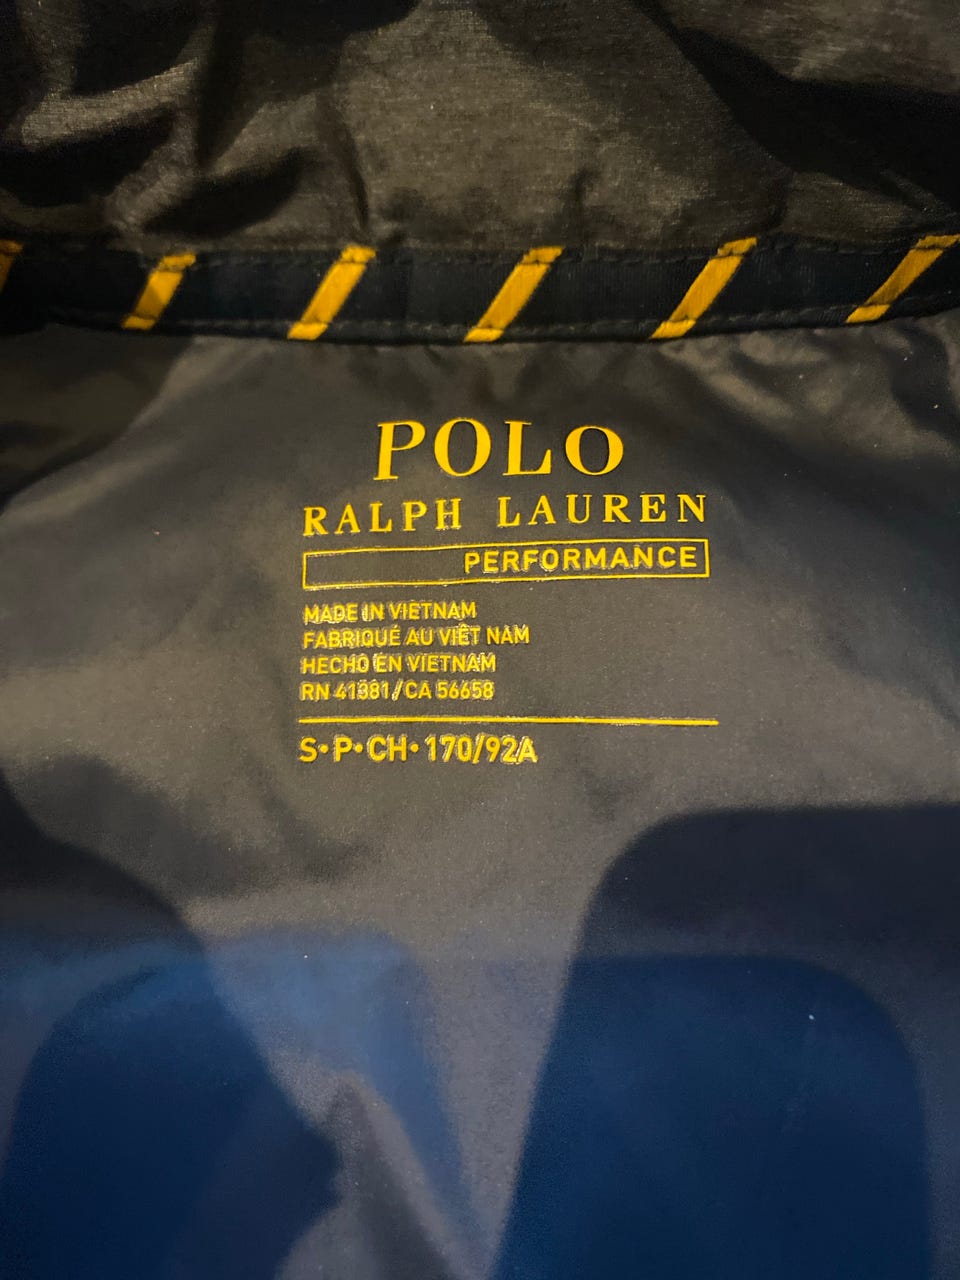 POLO
RALPH LAUREN
PERFORMANCE
MADE IN VIETNAM
FABRIQUÉ AU VIÊT NAM
HECHO EN VIETNAM
RN 41381/CA 56658
S•P•CH•170/92A